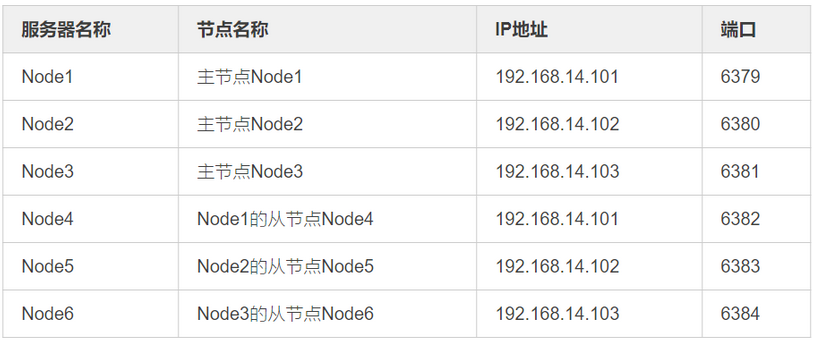 服务器名称 节点名称 IP地址 端口
Node1 主节点Node1 192.168.14.101 6379
Node2 主节点Node2 192.168.14.102 6380
Node3 主节点Node3 192.168.14.103 6381
Node4 Node1的从节点Node4 192.168.14.101 6382
Node5 Node2的从节点Node5 192.168.14.102 6383
Node6 Node3的从节点Node6 192.168.14.103 6384